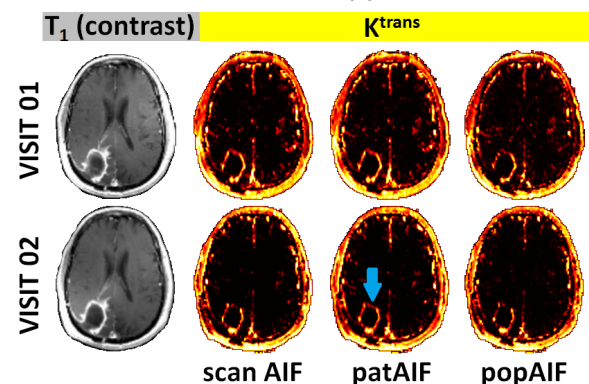 T₁ (contrast) Kᵗʳᵃⁿˢ
VISIT 01
VISIT 02
scan AIF patAIF popAIF